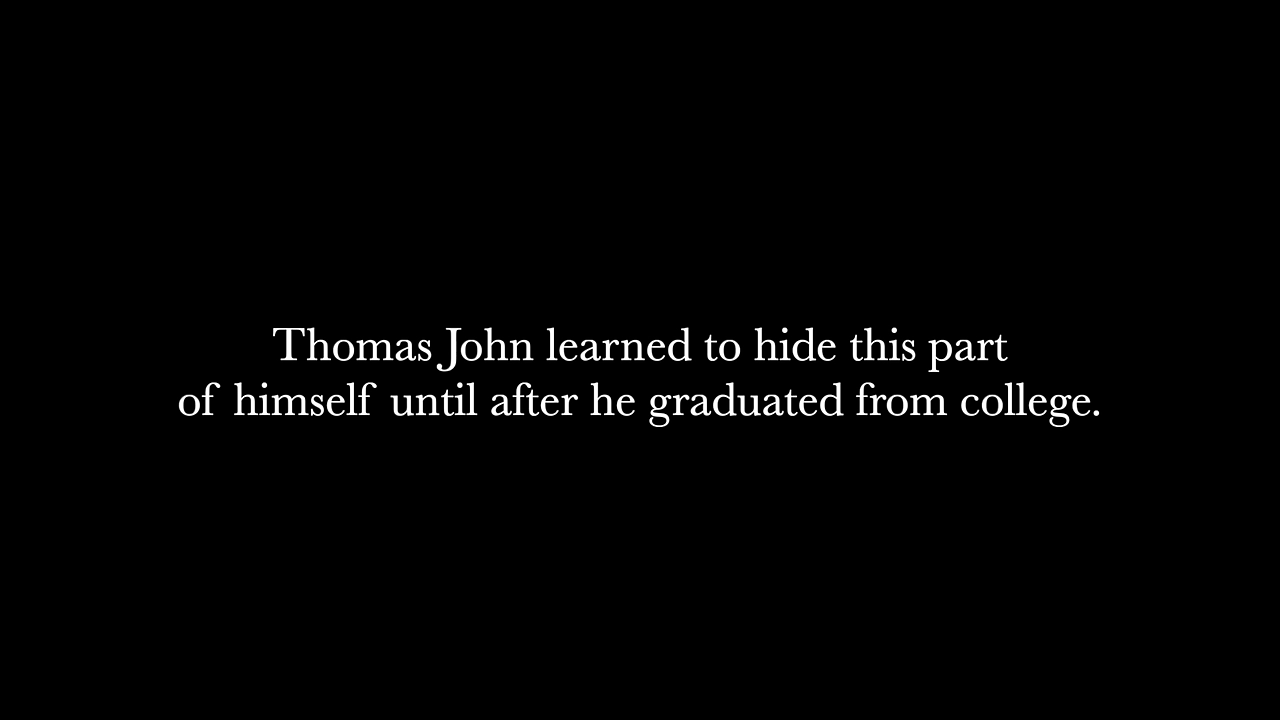 Thomas John learned to hide this part
of himself until after he graduated from college.